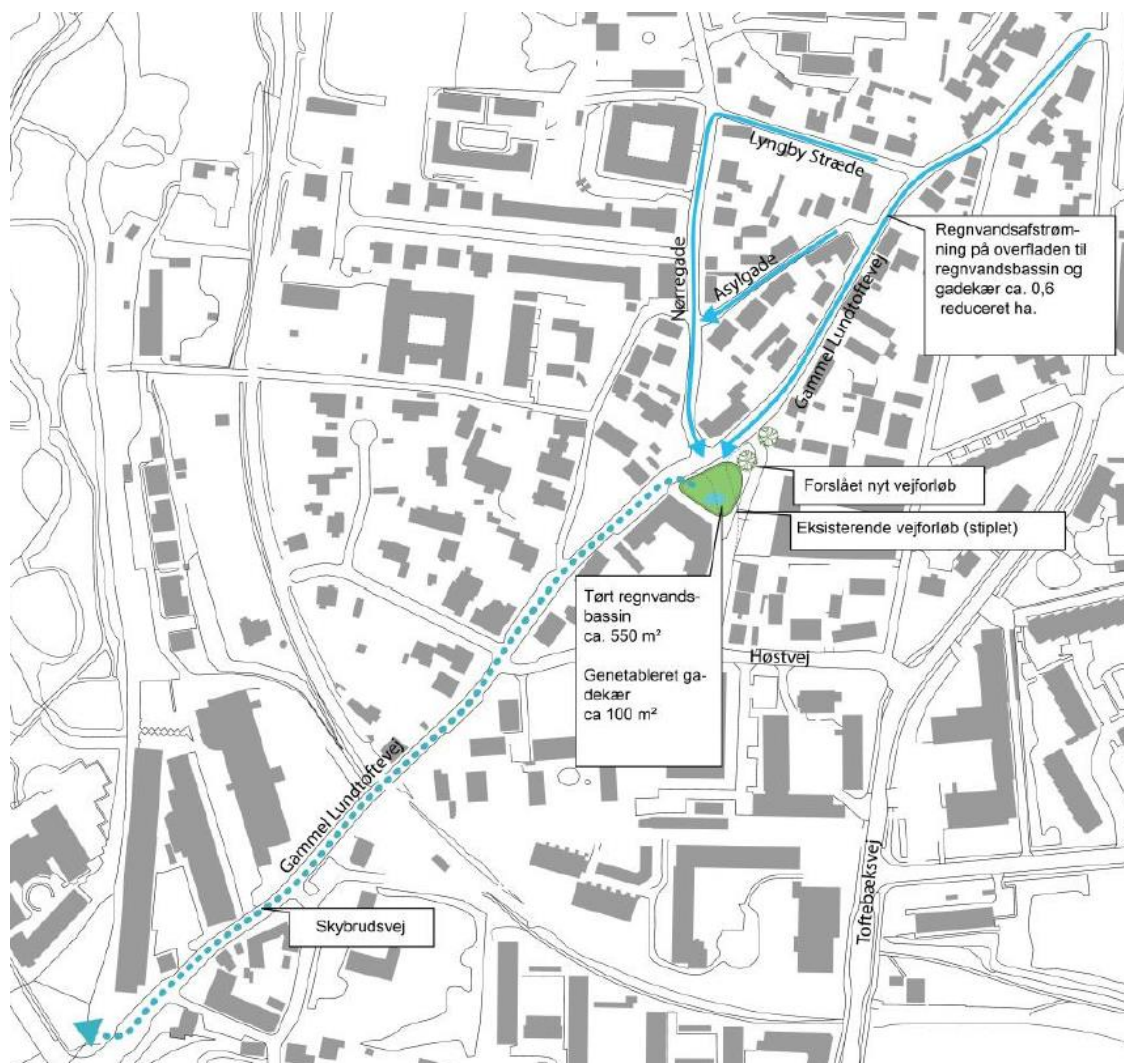 Lyngby Stræde
Nørregade
Asylgade
Gammel Lundtoftevej
Regnvandsafstrøm-
ning på overfladen til
regnvandsbassin og
gadekær ca. 0,6
reduceret ha.
Forslået nyt vejforløb
Eksisterende vejforløb (stiplet)
Tørt regnvands-
bassin
ca. 550 m²
Genetableret ga-
dekær
ca 100 m²
Høstvej
Gammel Lundtoftevej
Toftebæksvej
Skybrudsvej